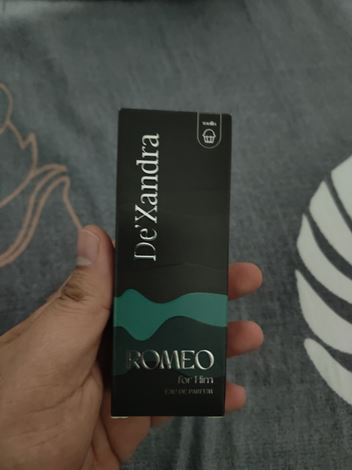 vanilla
De'Xandra
ROMEO
for Him
EAU DE PARFUM